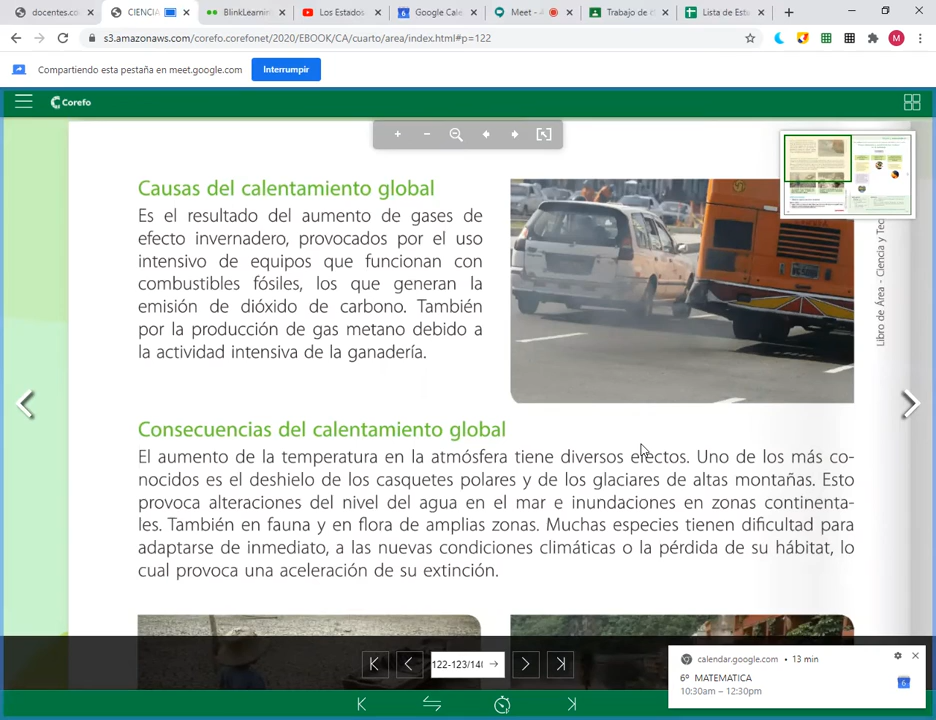 docentes.co
CIENCIA
BlinkLearnin
Los Estados
Google Cale
Meet -
Trabajo de
Lista de Est
s3.amazonaws.com/corefo.corefonet/2020/EBOOK/CA/cuarto/area/index.html#p=122
M
Compartiendo esta pestaña en meet.google.com
Interrumpir
Corefo
Causas del calentamiento global
Es el resultado del aumento de gases de
efecto invernadero, provocados por el uso
intensivo de equipos que funcionan con
combustibles fósiles, los que generan la
emisión de dióxido de carbono. También
por la producción de gas metano debido a
la actividad intensiva de la ganadería.
Libro de Área - Ciencia y Tec
Consecuencias del calentamiento global
El aumento de la temperatura en la atmósfera tiene diversos efectos. Uno de los más co-
nocidos es el deshielo de los casquetes polares y de los glaciares de altas montañas. Esto
provoca alteraciones del nivel del agua en el mar e inundaciones en zonas continenta-
les. También en fauna y en flora de amplias zonas. Muchas especies tienen dificultad para
adaptarse de inmediato, a las nuevas condiciones climáticas o la pérdida de su hábitat, lo
cual provoca una aceleración de su extinción.
122-123/14
calendar.google.com • 13 min
6° MATEMATICA
10:30am – 12:30pm
6